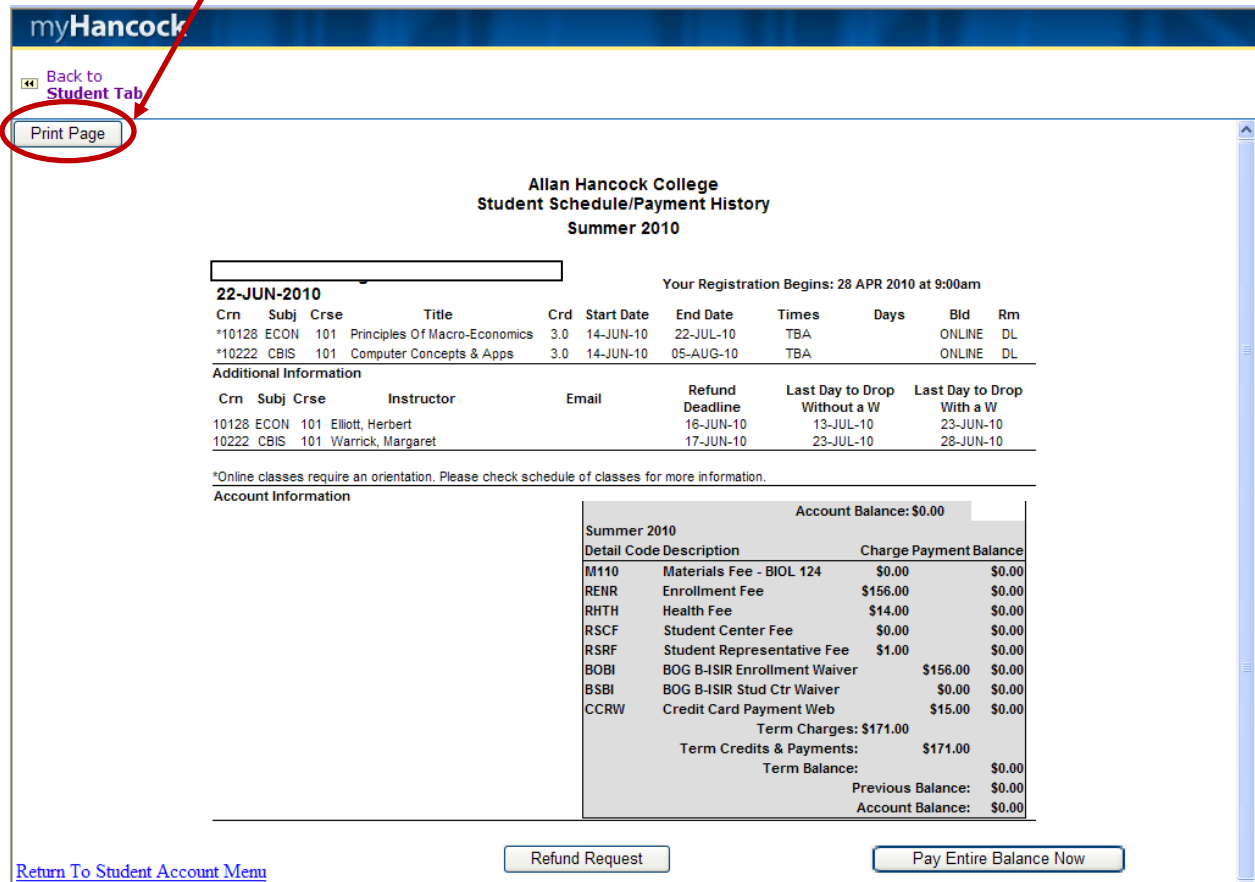 myHancock
Back to
Student Tab
Print Page
Allan Hancock College
Student Schedule/Payment History
Summer 2010
22-JUN-2010
Your Registration Begins: 28 APR 2010 at 9:00am
Crn Subj Crse Title Crd Start Date End Date Times Days Bld Rm
*10128 ECON 101 Principles Of Macro-Economics 3.0 14-JUN-10 22-JUL-10 TBA ONLINE DL
*10222 CBIS 101 Computer Concepts & Apps 3.0 14-JUN-10 05-AUG-10 TBA ONLINE DL
Additional Information
Crn Subj Crse Instructor Email Refund Deadline Last Day to Drop Without a W Last Day to Drop With a W
10128 ECON 101 Elliott, Herbert 16-JUN-10 13-JUL-10 23-JUN-10
10222 CBIS 101 Warrick, Margaret 17-JUN-10 23-JUL-10 28-JUN-10
*Online classes require an orientation. Please check schedule of classes for more information.
Account Information
Account Balance: $0.00
Summer 2010
Detail Code Description Charge Payment Balance
M110 Materials Fee - BIOL 124 $0.00 $0.00
RENR Enrollment Fee $156.00 $0.00
RHTH Health Fee $14.00 $0.00
RSCF Student Center Fee $0.00 $0.00
RSRF Student Representative Fee $1.00 $0.00
BOBI BOG B-ISIR Enrollment Waiver $156.00 $0.00
BSBI BOG B-ISIR Stud Ctr Waiver $0.00 $0.00
CCRW Credit Card Payment Web $15.00 $0.00
Term Charges: $171.00
Term Credits & Payments: $171.00
Term Balance: $0.00
Previous Balance: $0.00
Account Balance: $0.00
Refund Request
Pay Entire Balance Now
Return To Student Account Menu